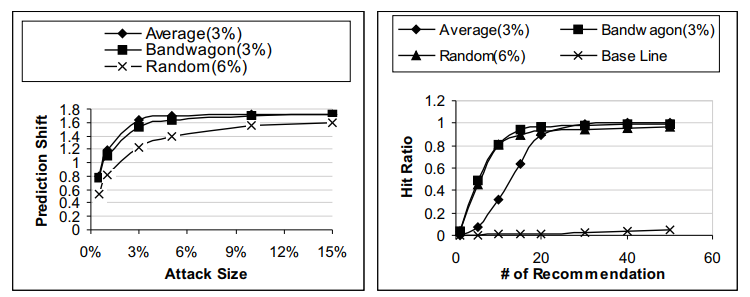 Average(3%)
Bandwagon(3%)
Random(6%)
1.8
1.6
1.4
1.2
1
0.8
0.6
0.4
0.2
0
Prediction Shift
0% 3% 6% 9% 12% 15%
Attack Size
Average(3%) Bandwagon(3%)
Random(6%) Base Line
1.2
1
0.8
0.6
0.4
0.2
0
Hit Ratio
0 20 40 60
# of Recommendation